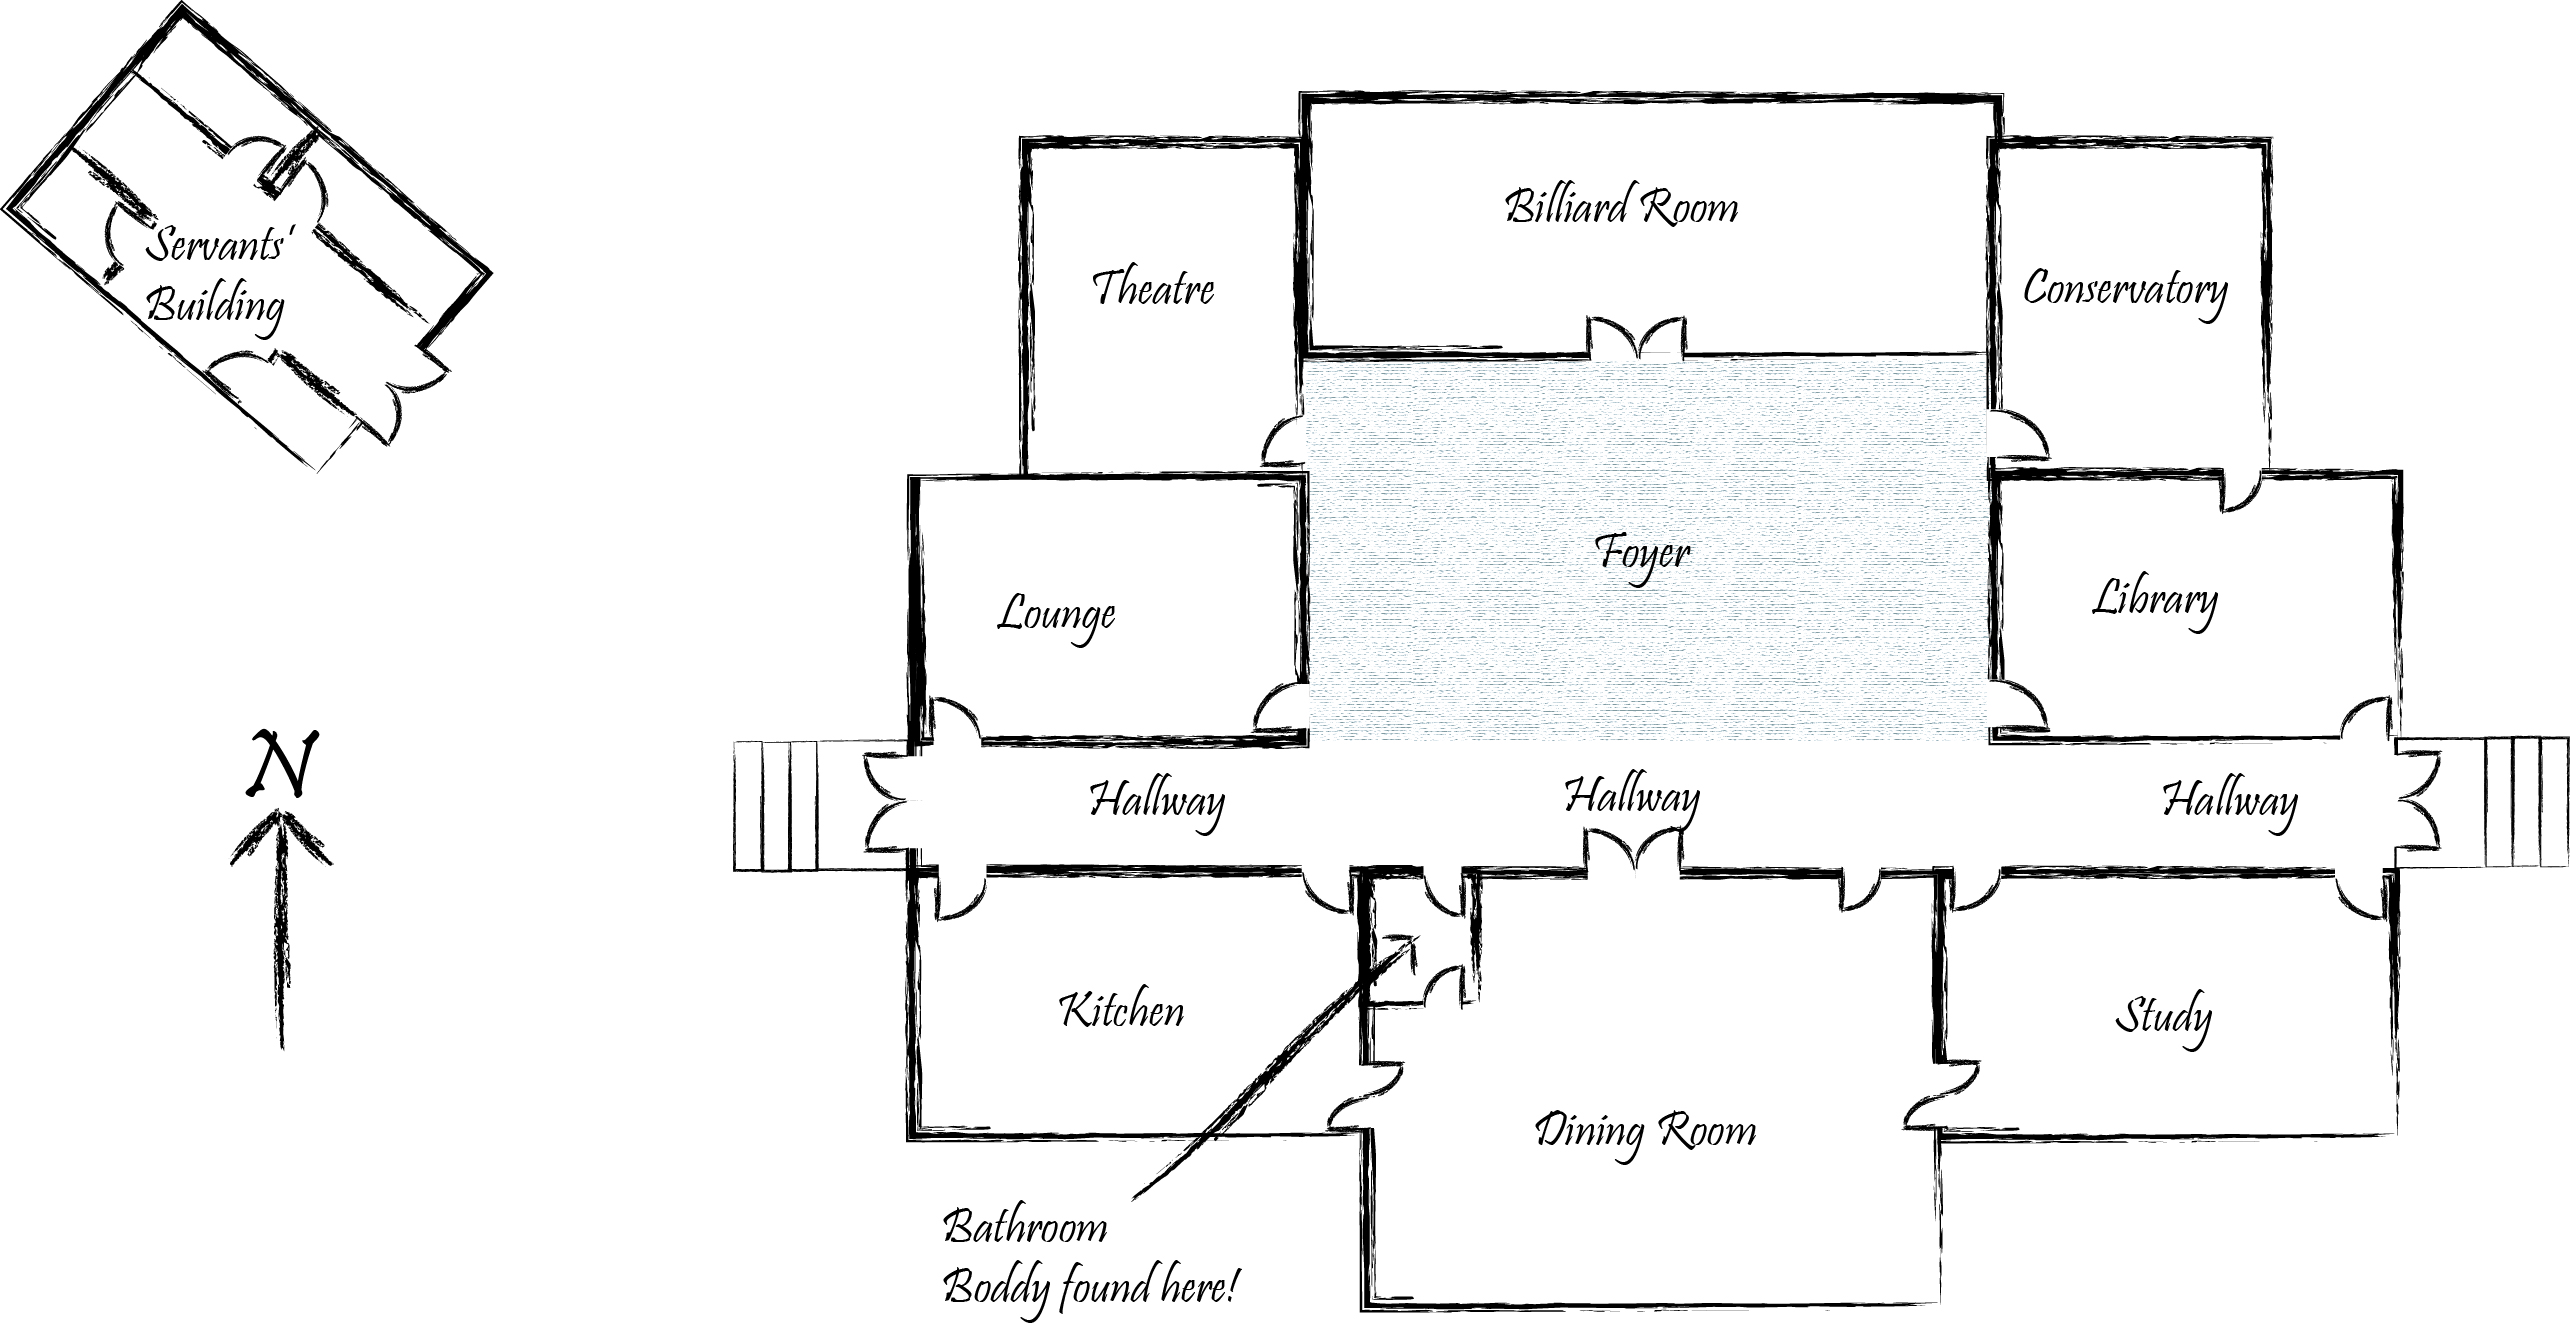 Servants'
Building
N
Billiard Room
Theatre
Conservatory
Foyer
Lounge
Library
Hallway
Hallway
Hallway
Kitchen
Study
Dining Room
Bathroom
Boddy found here!